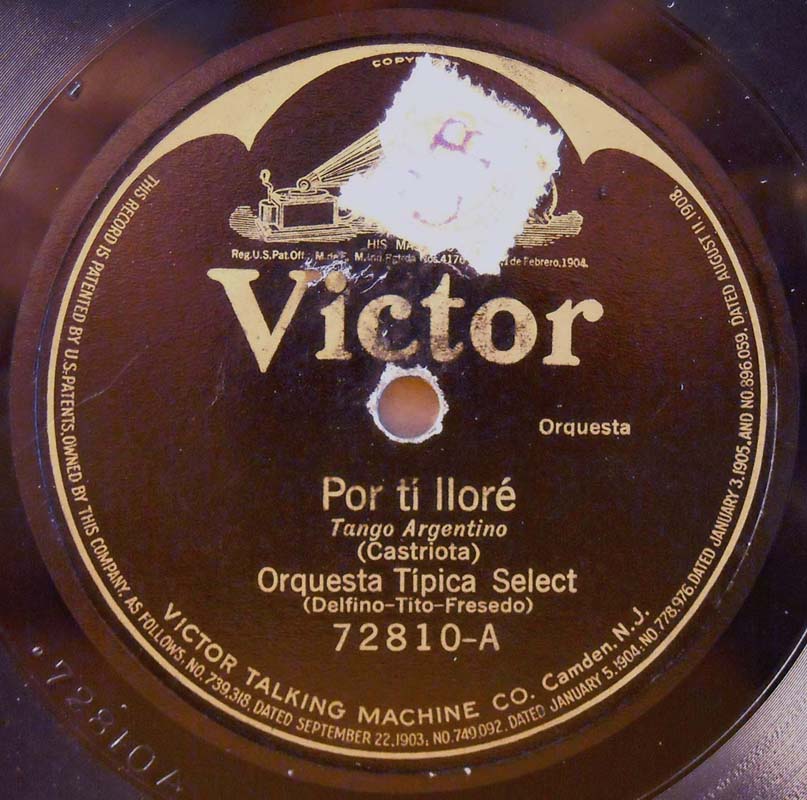 HIS MA
Reg. U.S. Pat. Off.
de Febrero, 1904.
Victor
Orquesta
Por tí lloré
Tango Argentino
(Castriota)
Orquesta Típica Select
(Delfino-Tito-Fresedo)
72810-A
VICTOR TALKING MACHINE CO. Camden, N.J.
THIS RECORD IS PATENTED BY U.S. PATENTS, OWNED BY THIS COMPANY, AS FOLLOWS, NO. 739,318, DATED SEPTEMBER 22, 1903; NO. 749,092, DATED JANUARY 5, 1904; NO. 778,976, DATED JANUARY 3, 1905, AND NO. 896,059, DATED AUGUST 11, 1908.
72810A